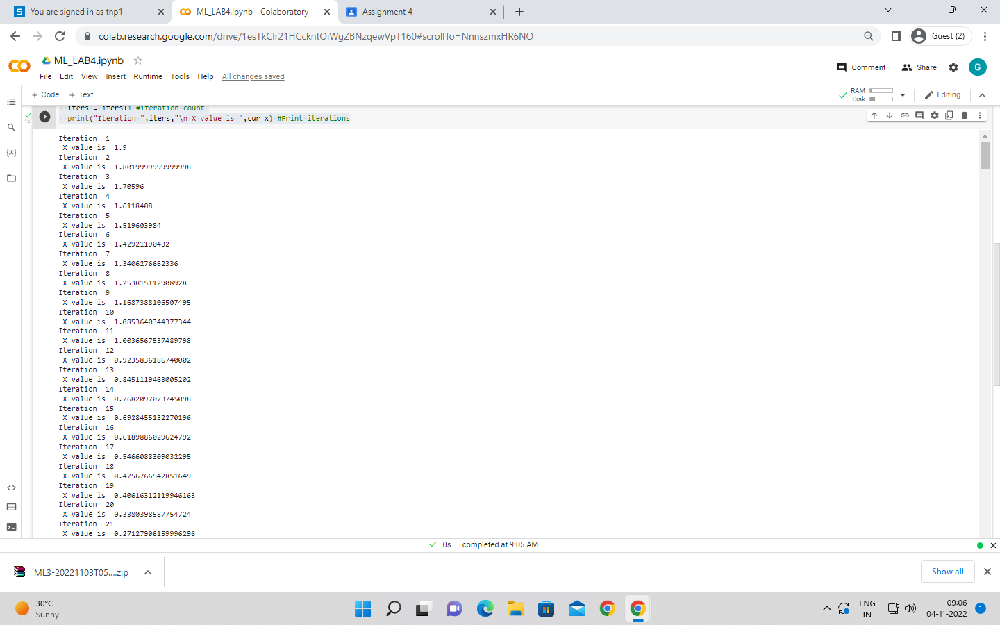 You are signed in as tnp1
ML_LAB4.ipynb - Colaboratory
Assignment 4
colab.research.google.com/drive/1esTkClr21HCckntOiWgZBNzqewVpT160#scrollTo=NnnszmxHR6NO
Guest (2)
ML_LAB4.ipynb
File Edit View Insert Runtime Tools Help All changes saved
Comment Share G
+ Code + Text
RAM
Disk
Editing
iters = iters+1 #iteration count
print("Iteration ",iters,"\n X value is ",cur_x) #Print iterations
1s
{x}
Iteration  1
 X value is  1.9
Iteration  2
 X value is  1.8019999999999998
Iteration  3
 X value is  1.70596
Iteration  4
 X value is  1.6118408
Iteration  5
 X value is  1.519603984
Iteration  6
 X value is  1.42921190432
Iteration  7
 X value is  1.3406276662336
Iteration  8
 X value is  1.253815112908928
Iteration  9
 X value is  1.1687388106507495
Iteration  10
 X value is  1.0853640344377344
Iteration  11
 X value is  1.0036567537489798
Iteration  12
 X value is  0.9235836186740002
Iteration  13
 X value is  0.8451119463005202
Iteration  14
 X value is  0.7682097073745098
Iteration  15
 X value is  0.6928455132270196
Iteration  16
 X value is  0.6189886029624792
Iteration  17
 X value is  0.5466088309032295
Iteration  18
 X value is  0.4756766542851649
Iteration  19
 X value is  0.40616312119946163
Iteration  20
 X value is  0.3380398587754724
Iteration  21
 X value is  0.27127906159996296
0s completed at 9:05 AM
ML3-20221103T05....zip
Show all
30°C
Sunny
ENG
IN
09:06
04-11-2022
1